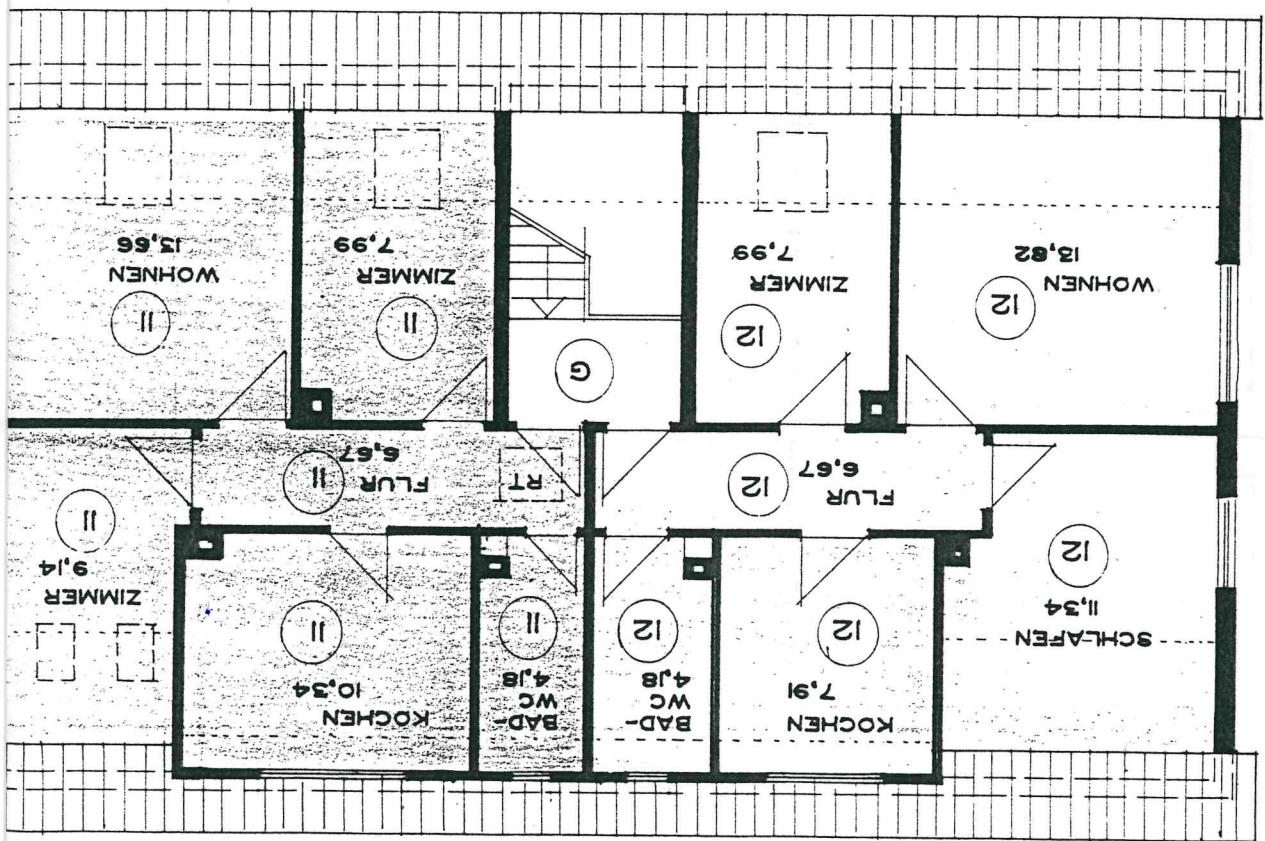 SCHLAFEN
11,34
12
KOCHEN
7,91
12
BAD-
WC
4,18
12
BAD-
WC
4,18
11
KOCHEN
10,34
11
ZIMMER
9,14
11
FLUR
6,67
12
RT
FLUR
6,67
11
12
WOHNEN
13,82
12
ZIMMER
7,99
G
11
ZIMMER
7,99
11
WOHNEN
13,66